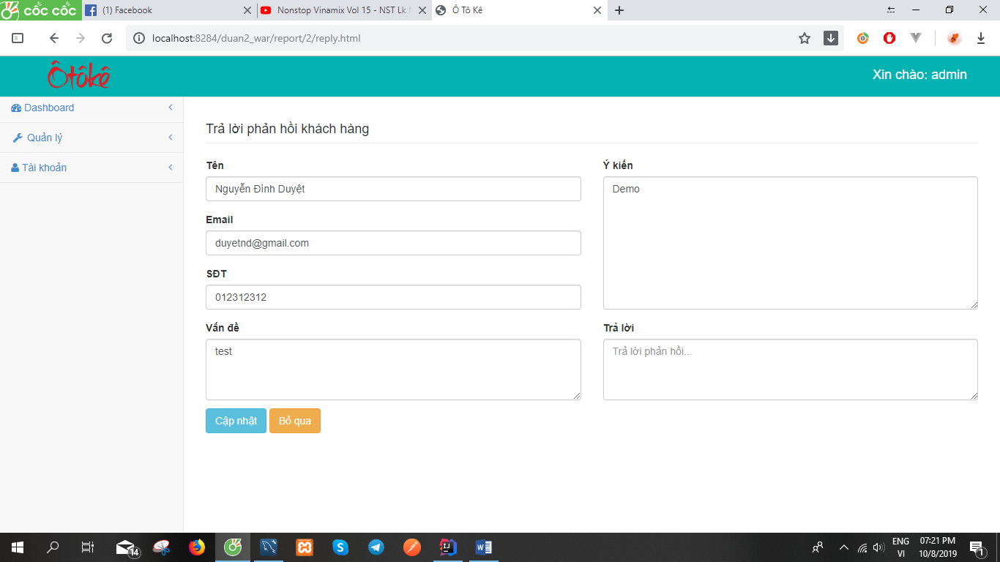 cốc cốc
(1) Facebook
Nonstop Vinamix Vol 15 - NST Lk
Ô Tô Kê
localhost:8284/duan2_war/report/2/reply.html
Ôtôkê
Xin chào: admin
Dashboard
Quản lý
Tài khoản
Trả lời phản hồi khách hàng
Tên
Nguyễn Đình Duyệt
Email
duyetnd@gmail.com
SĐT
012312312
Vấn đề
test
Ý kiến
Demo
Trả lời
Trả lời phản hồi...
Cập nhật
Bỏ qua
14
ENG
VI
07:21 PM
10/8/2019
1